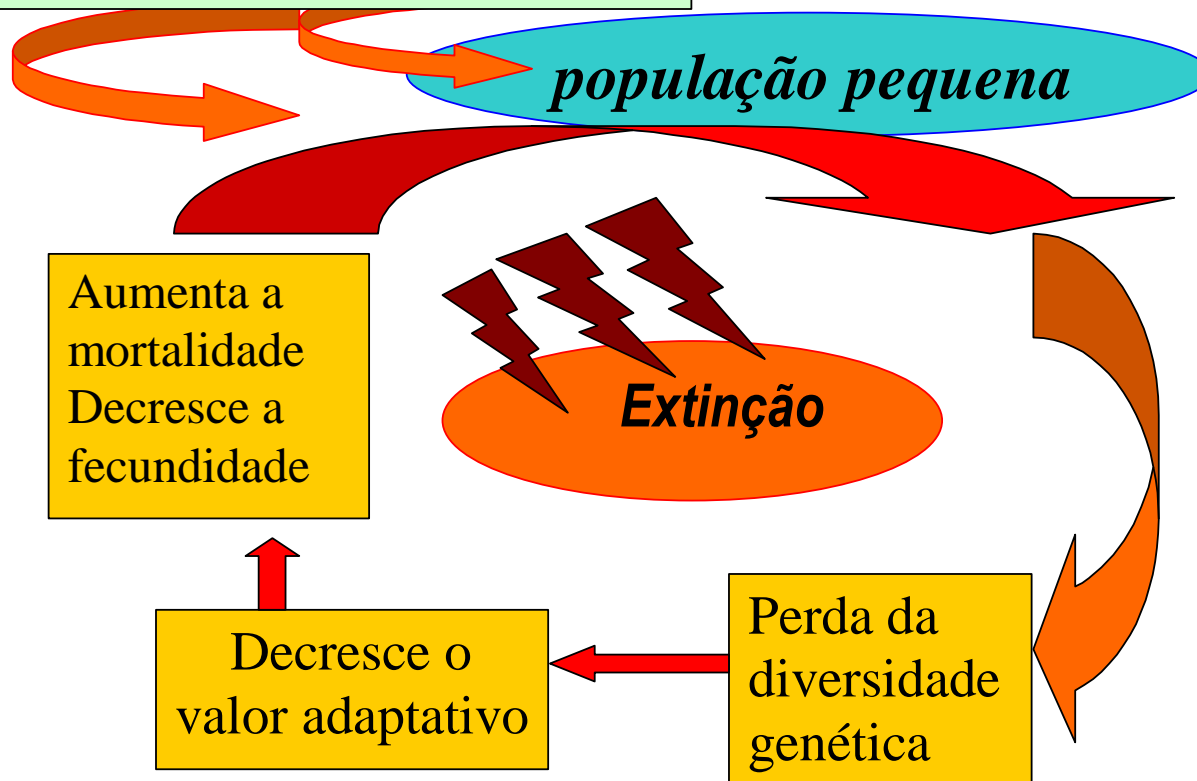 população pequena
Aumenta a
mortalidade
Decresce a
fecundidade
Extinção
Decresce o
valor adaptativo
Perda da
diversidade
genética